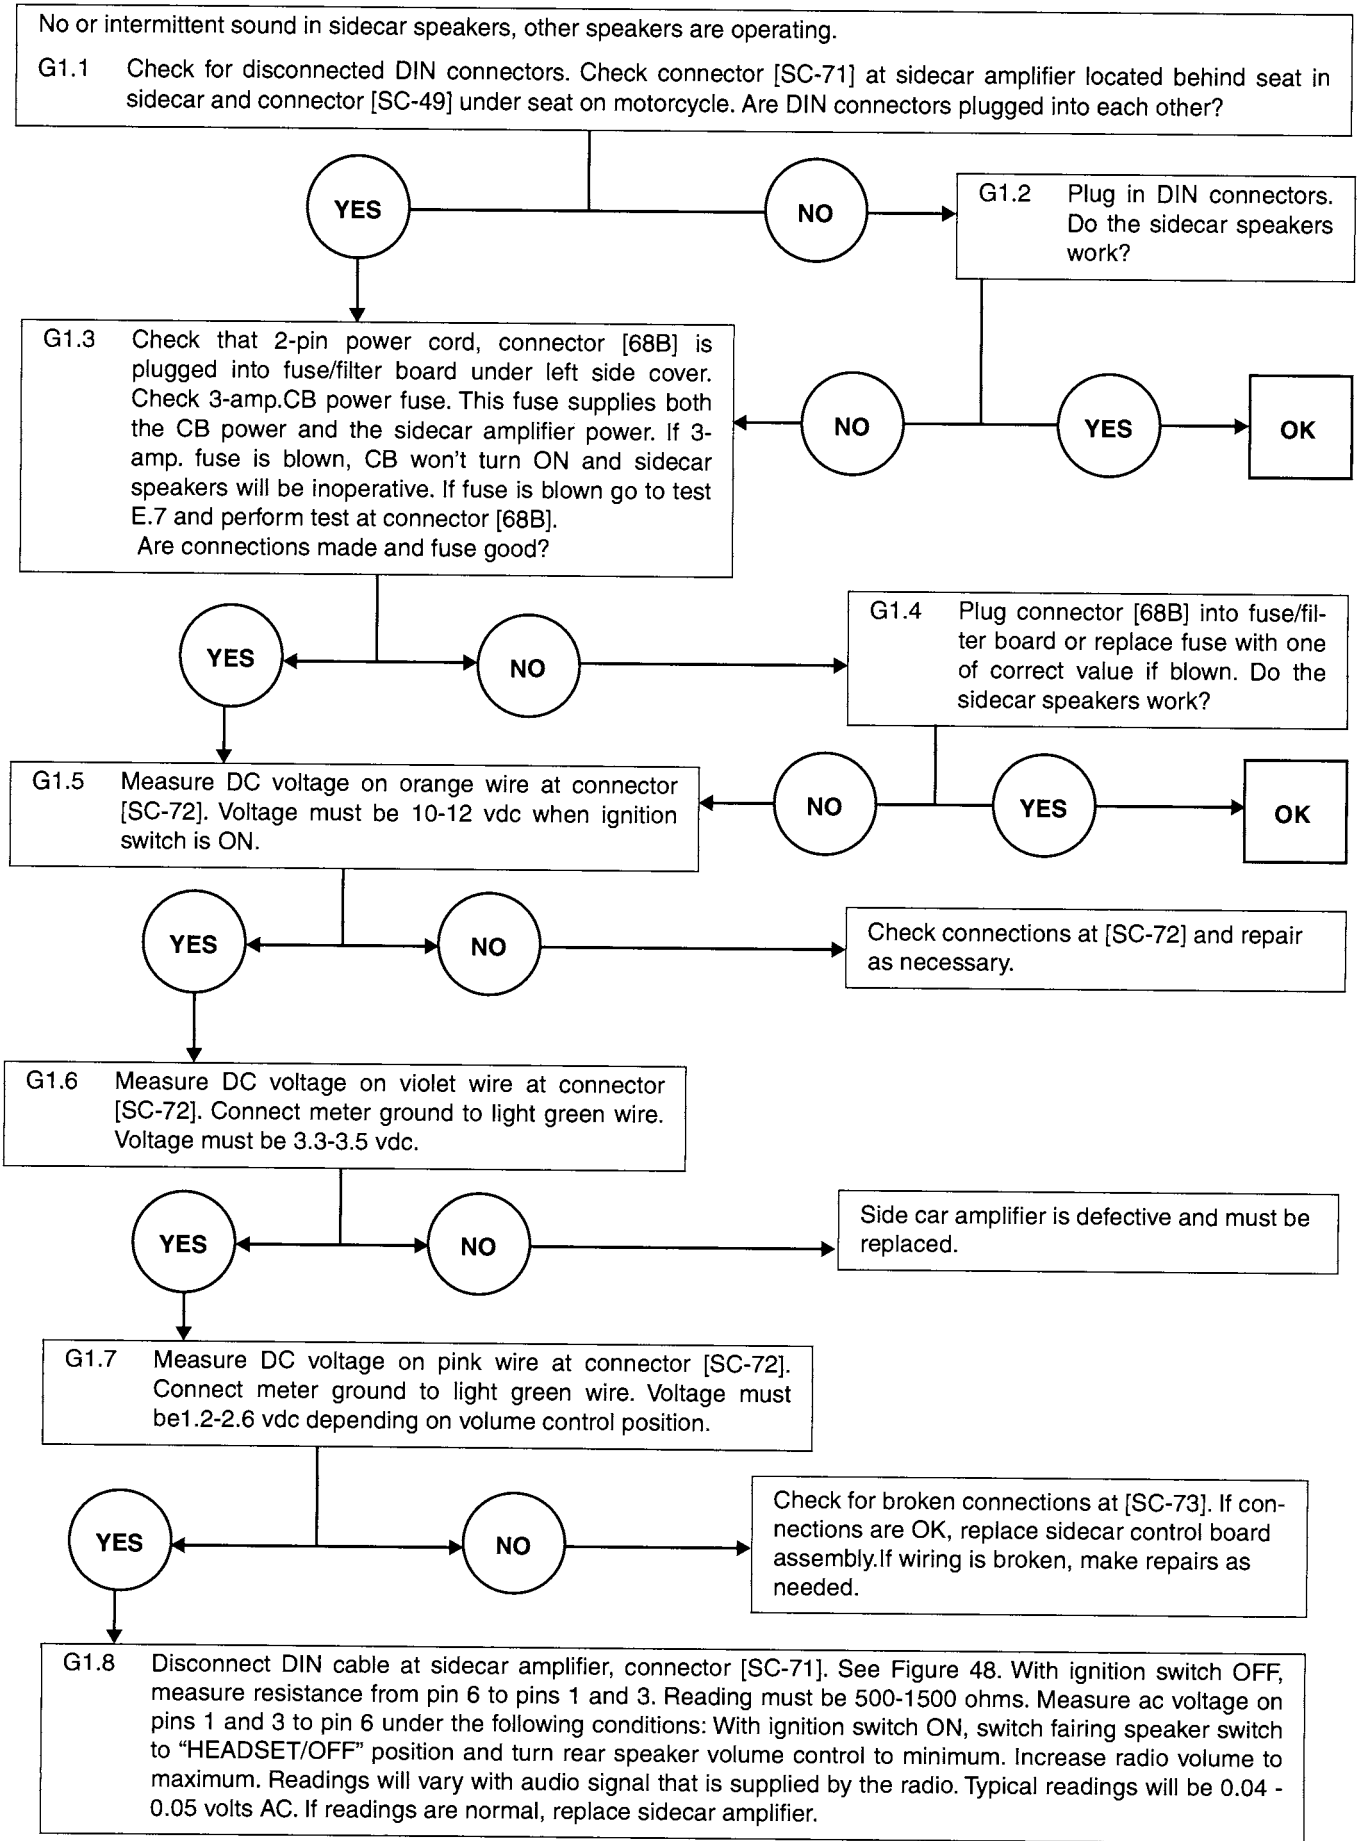 No or intermittent sound in sidecar speakers, other speakers are operating.
G1.1 Check for disconnected DIN connectors. Check connector [SC-71] at sidecar amplifier located behind seat in
sidecar and connector [SC-49] under seat on motorcycle. Are DIN connectors plugged into each other?
YES
NO
G1.2 Plug in DIN connectors.
Do the sidecar speakers
work?
G1.3 Check that 2-pin power cord, connector [68B] is
plugged into fuse/filter board under left side cover.
Check 3-amp.CB power fuse. This fuse supplies both
the CB power and the sidecar amplifier power. If 3-
amp. fuse is blown, CB won't turn ON and sidecar
speakers will be inoperative. If fuse is blown go to test
E.7 and perform test at connector [68B].
Are connections made and fuse good?
NO
YES
OK
YES
NO
G1.4 Plug connector [68B] into fuse/fil-
ter board or replace fuse with one
of correct value if blown. Do the
sidecar speakers work?
G1.5 Measure DC voltage on orange wire at connector
[SC-72]. Voltage must be 10-12 vdc when ignition
switch is ON.
NO
YES
OK
YES
NO
Check connections at [SC-72] and repair
as necessary.
G1.6 Measure DC voltage on violet wire at connector
[SC-72]. Connect meter ground to light green wire.
Voltage must be 3.3-3.5 vdc.
YES
NO
Side car amplifier is defective and must be
replaced.
G1.7 Measure DC voltage on pink wire at connector [SC-72].
Connect meter ground to light green wire. Voltage must
be1.2-2.6 vdc depending on volume control position.
YES
NO
Check for broken connections at [SC-73]. If con-
nections are OK, replace sidecar control board
assembly.If wiring is broken, make repairs as
needed.
G1.8 Disconnect DIN cable at sidecar amplifier, connector [SC-71]. See Figure 48. With ignition switch OFF,
measure resistance from pin 6 to pins 1 and 3. Reading must be 500-1500 ohms. Measure ac voltage on
pins 1 and 3 to pin 6 under the following conditions: With ignition switch ON, switch fairing speaker switch
to “HEADSET/OFF” position and turn rear speaker volume control to minimum. Increase radio volume to
maximum. Readings will vary with audio signal that is supplied by the radio. Typical readings will be 0.04 -
0.05 volts AC. If readings are normal, replace sidecar amplifier.